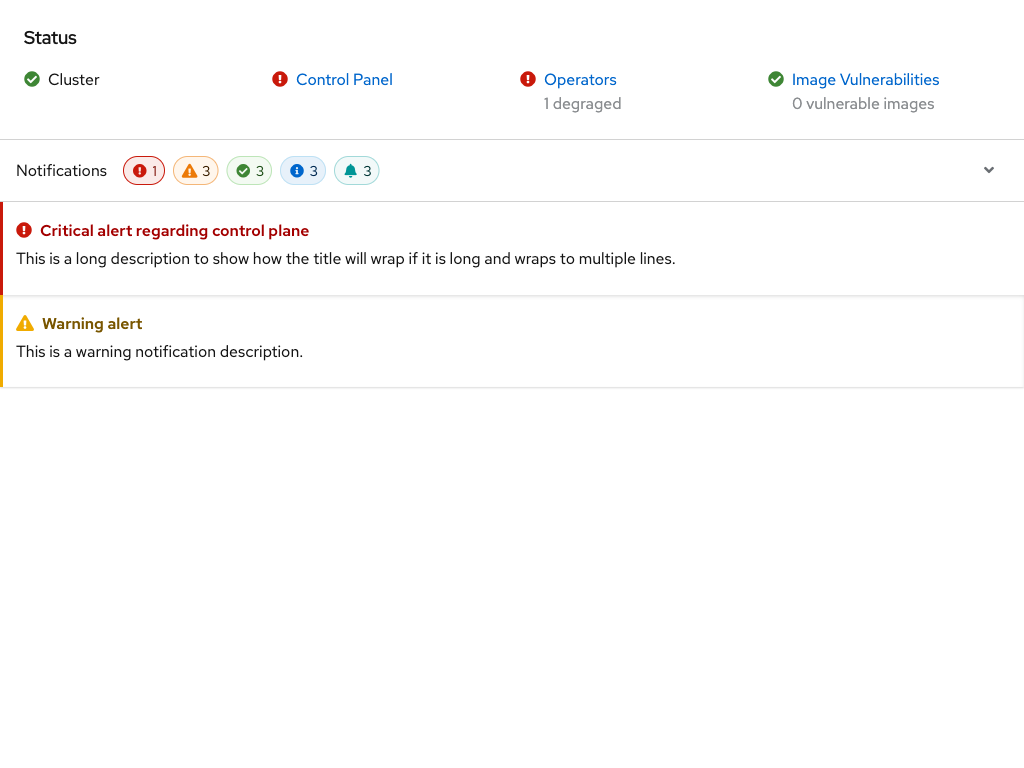 Status
Cluster
Control Panel
Operators
1 degraded
Image Vulnerabilities
0 vulnerable images
Notifications 1 3 3 3 3
Critical alert regarding control plane
This is a long description to show how the title will wrap if it is long and wraps to multiple lines.
Warning alert
This is a warning notification description.